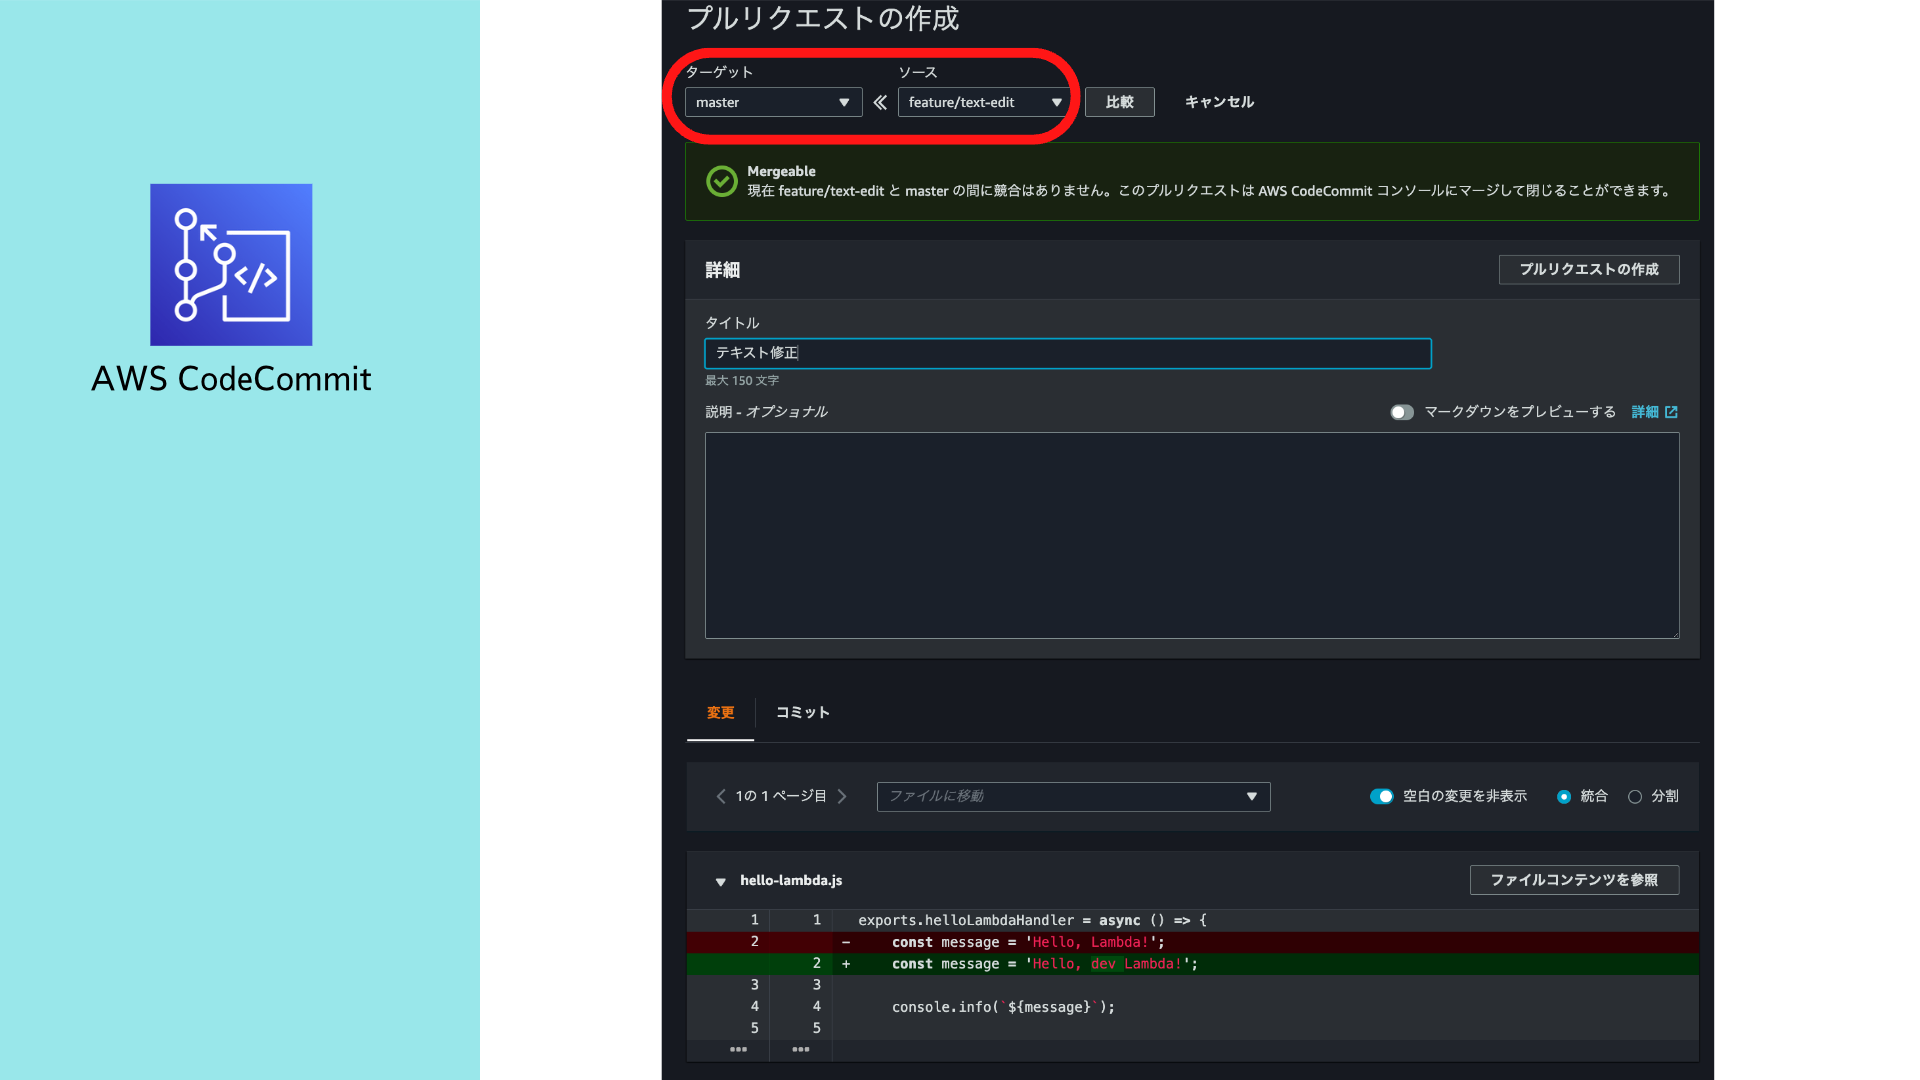 AWS CodeCommit
プルリクエストの作成
ターゲット
ソース
master
feature/text-edit
比較
キャンセル
Mergeable
現在 feature/text-edit と master の間に競合はありません。このプルリクエストは AWS CodeCommit コンソールにマージして閉じることができます。
詳細
プルリクエストの作成
タイトル
テキスト修正
最大 150 文字
説明 - オプショナル
マークダウンをプレビューする
詳細
変更
コミット
1の 1 ページ目
ファイルに移動
空白の変更を非表示
統合
分割
hello-lambda.js
ファイルコンテンツを参照
1 1 exports.helloLambdaHandler = async () => {
2 - const message = 'Hello, Lambda!';
2 + const message = 'Hello, dev Lambda!';
3 3
4 4 console.info(`${message}`);
5 5
••• •••